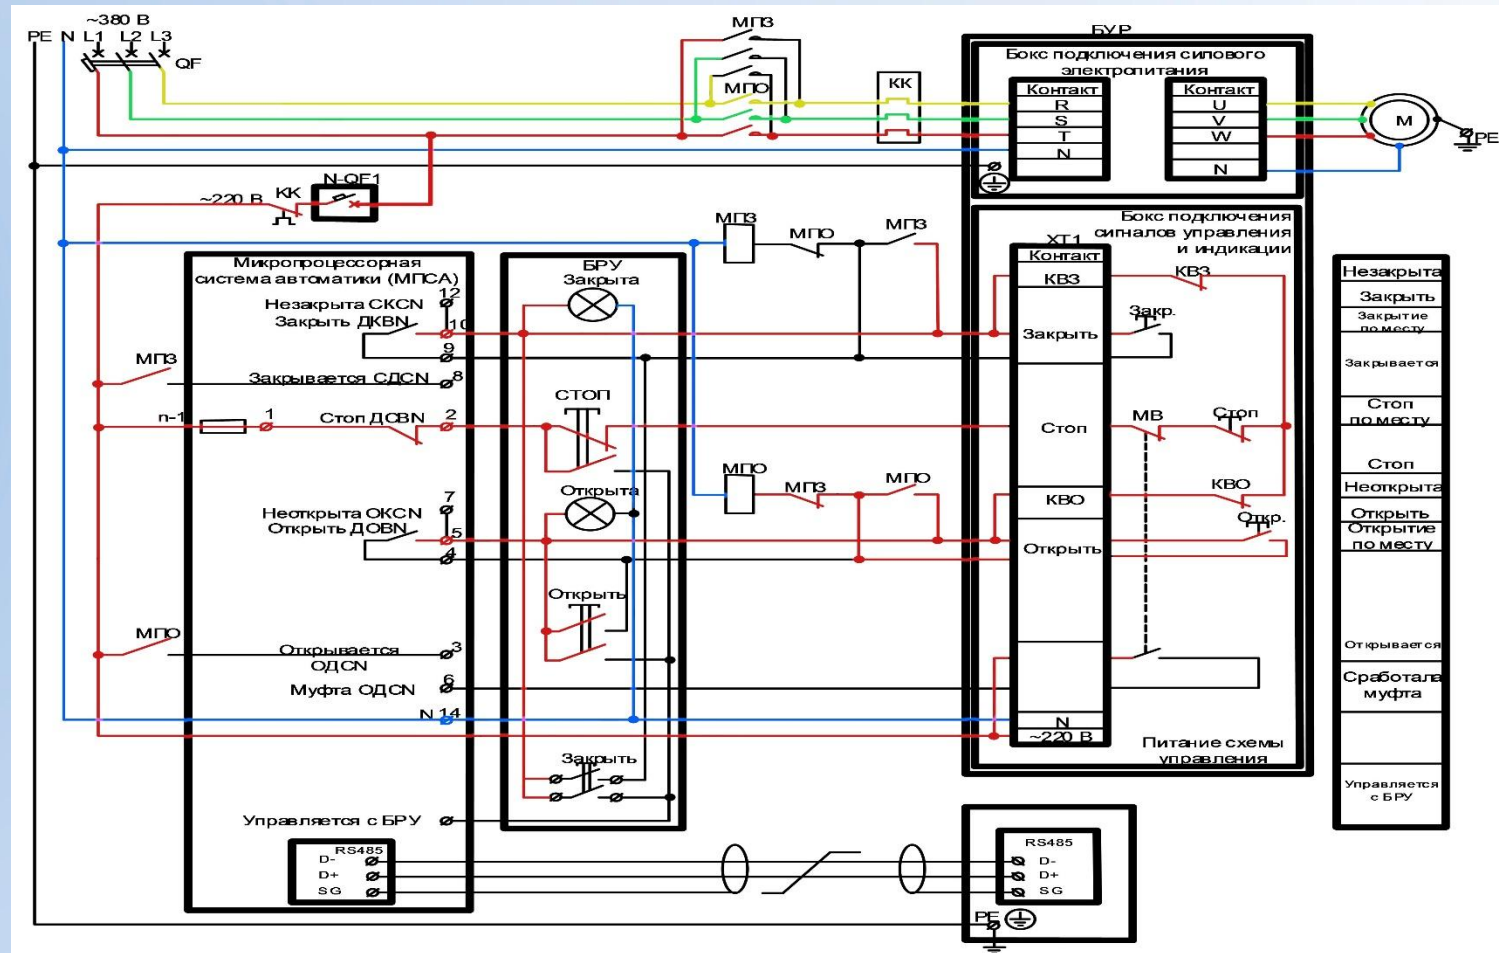 ~380 В
PE N L1 L2 L3
QF
МПЗ
МПО
КК
БУР
Бокс подключения силового
электропитания
Контакт
R
S
T
N
Контакт
U
V
W
N
М
PE
~220 В
КК
N-QF1
МПЗ
МПО
МПЗ
Бокс подключения
сигналов управления
и индикации
ХТ1
Контакт
КВЗ
Закрыть
Стоп
КВО
Открыть
N
~220 В
КВЗ
Закр.
МВ
Стоп
КВО
Откр.
Питание схемы
управления
Микропроцессорная
система автоматики (МПСА)
Незакрыта СКСN
12
Закрыть ДКВN
10
9
МПЗ
Закрывается СДСN
8
n-1
1
Стоп ДСВN
2
7
Неоткрыта ОКСN
Открыть ДОВN
5
4
МПО
Открывается
ОДСN
3
Муфта ОДСN
6
N 14
Управляется с БРУ
RS485
D-
D+
SG
БРУ
Закрыта
СТОП
Открыта
Открыть
Закрыть
МПО
МПЗ
МПО
RS485
D-
D+
SG
PE
Незакрыта
Закрыть
Закрытие
по месту
Закрывается
Стоп
по месту
Стоп
Неоткрыта
Открыть
Открытие
по месту
Открывается
Сработала
муфта
Управляется
с БРУ